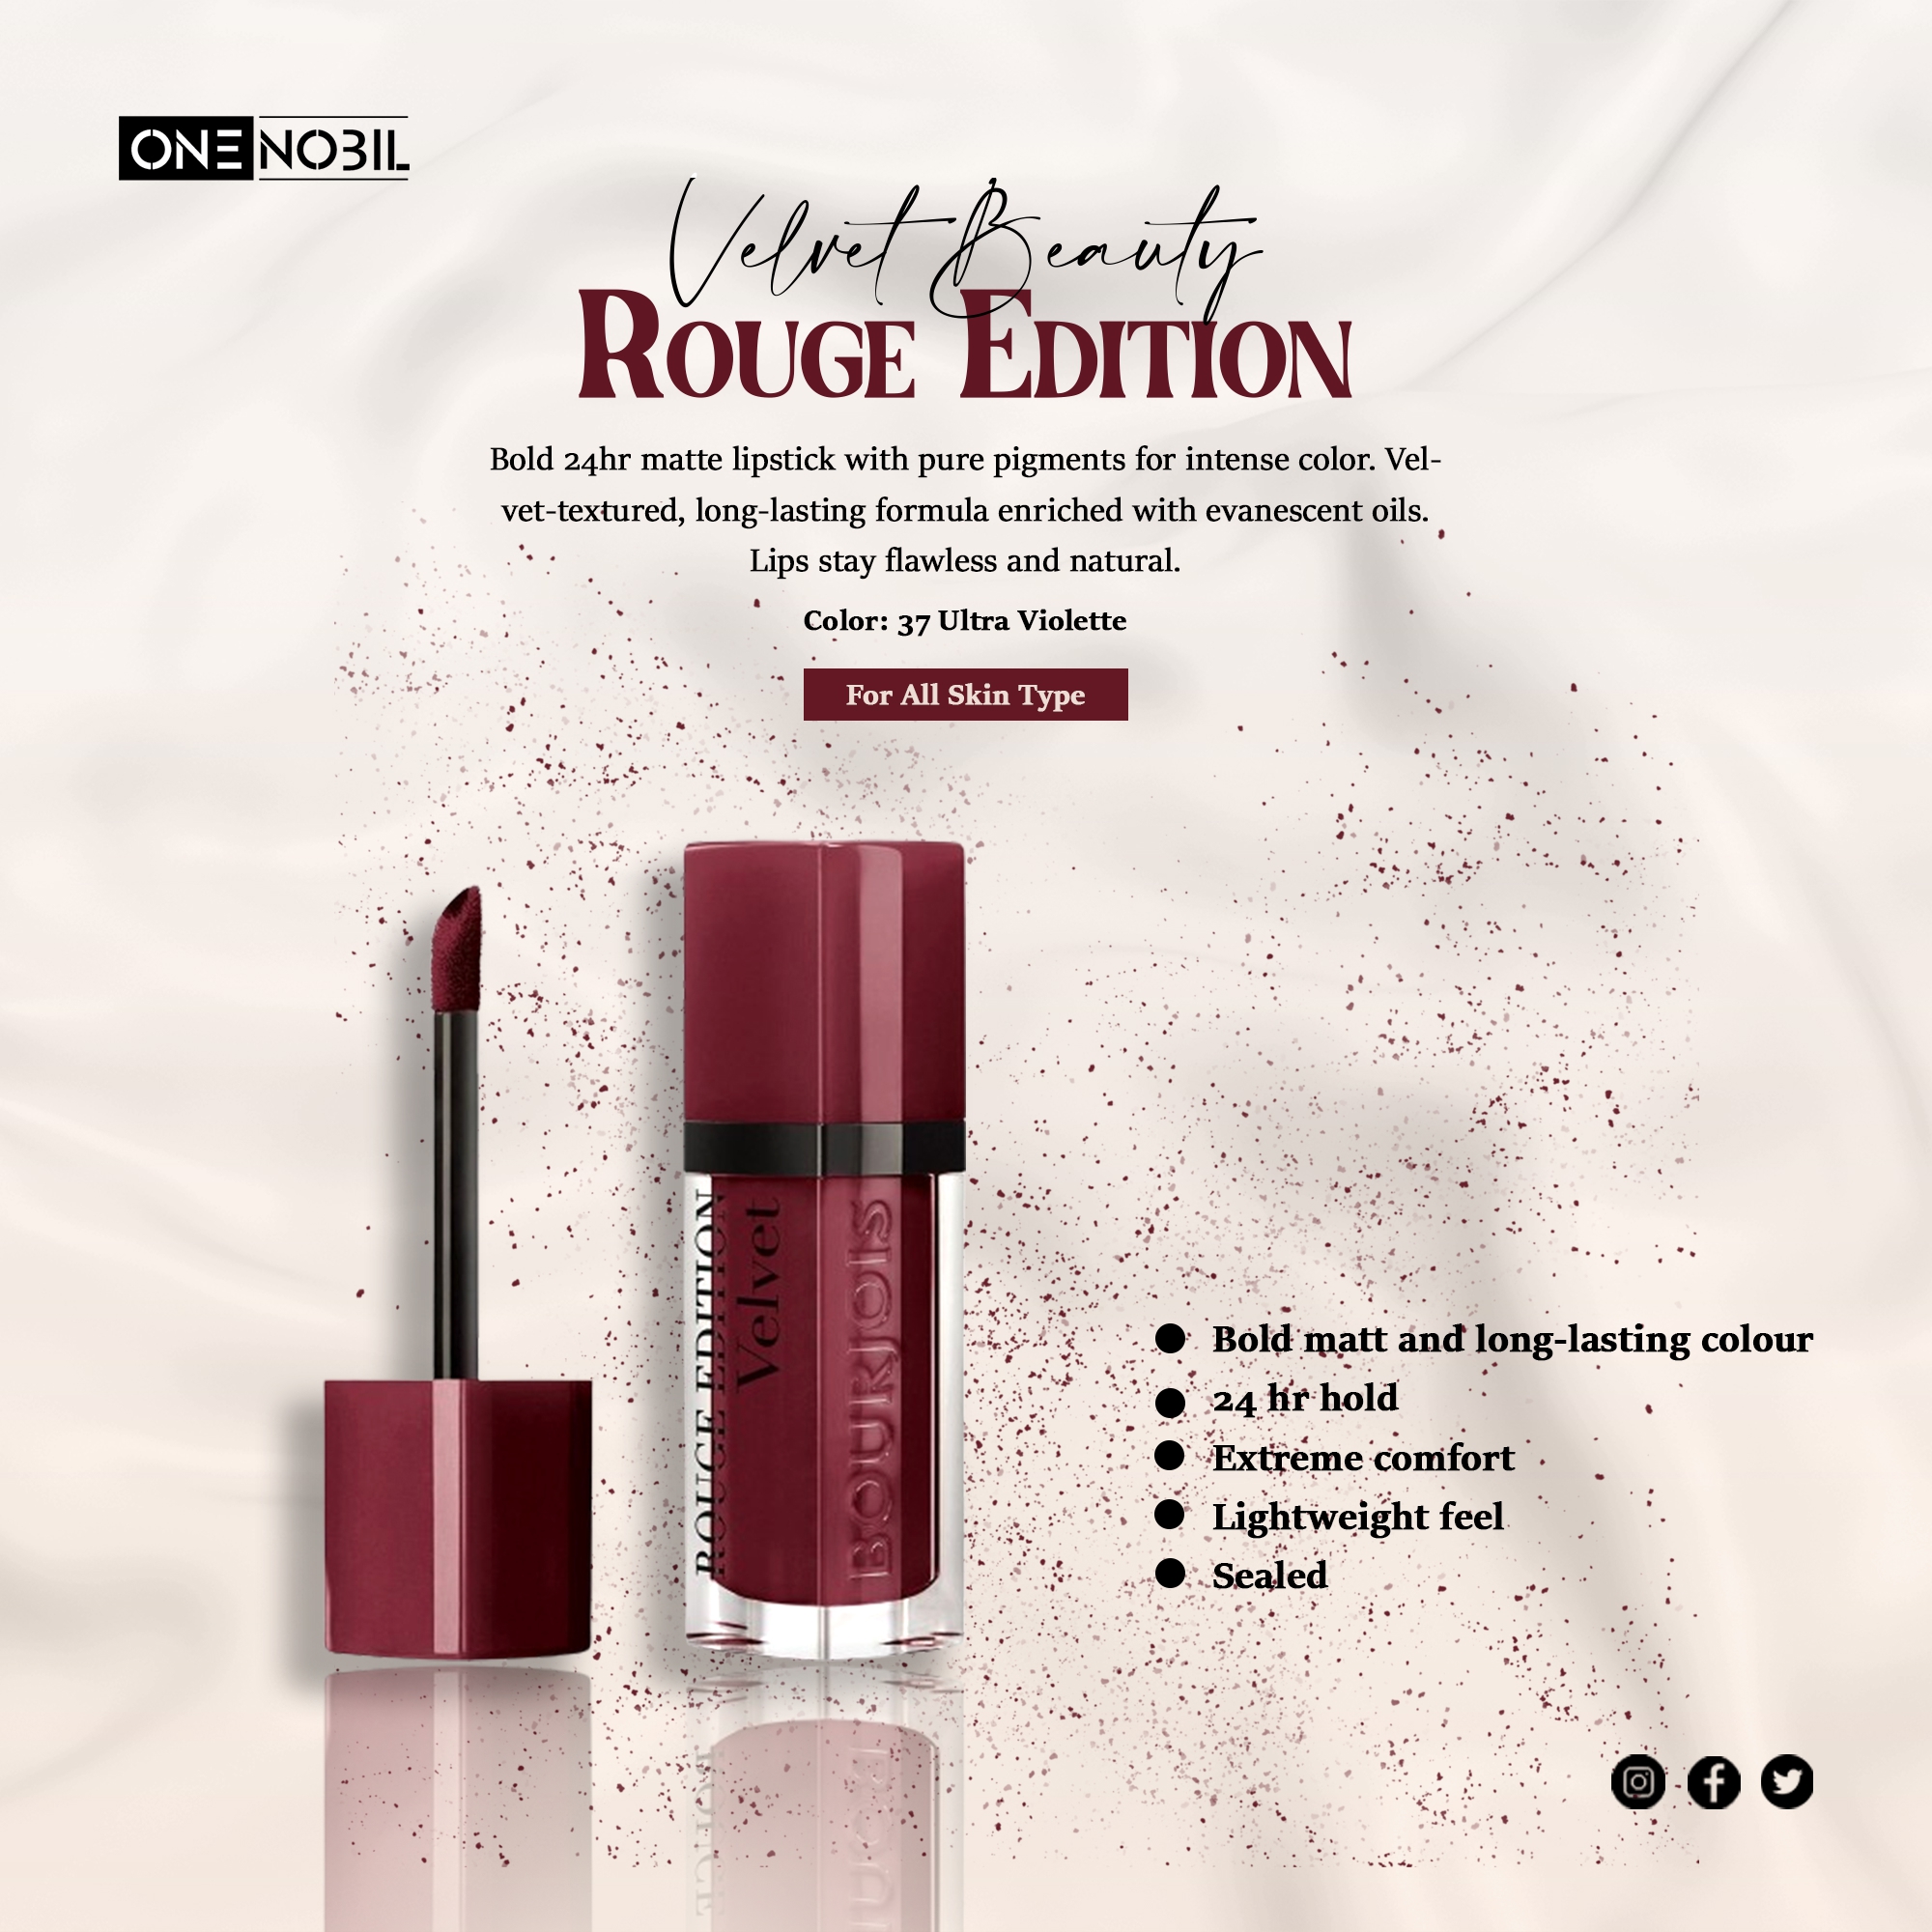 ONE NOBIL
Velvet Beauty
ROUGE EDITION
Bold 24hr matte lipstick with pure pigments for intense color. Vel-
vet-textured, long-lasting formula enriched with evanescent oils.
Lips stay flawless and natural.
Color: 37 Ultra Violette
For All Skin Type
ROUGE EDITION
Velvet
BOURJOIS
Bold matt and long-lasting colour
24 hr hold
Extreme comfort
Lightweight feel
Sealed